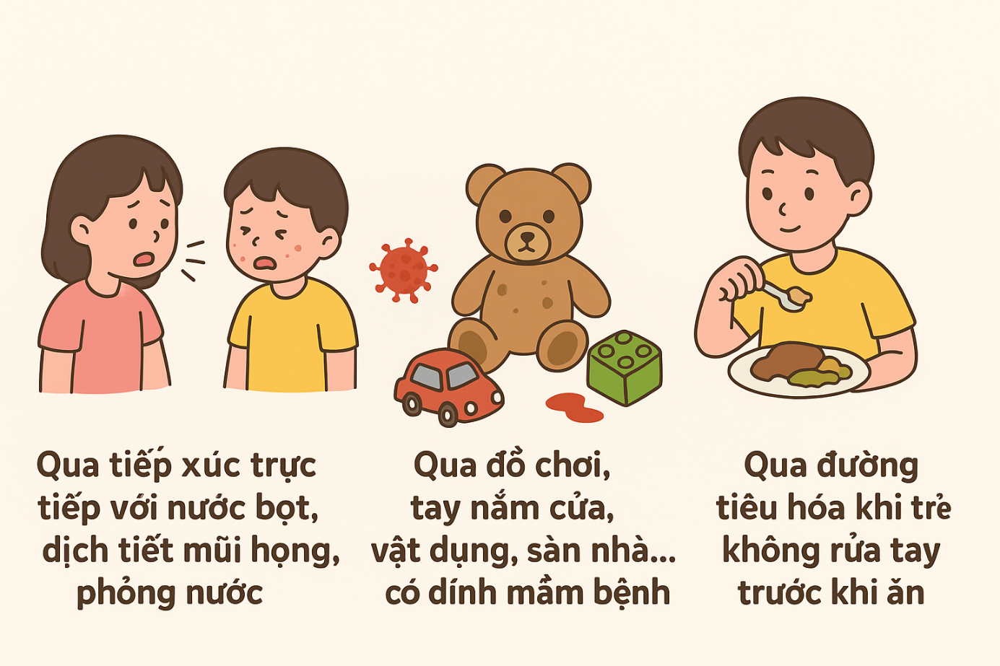 Qua tiếp xúc trực
tiếp với nước bọt,
dịch tiết mũi họng,
phỏng nước
Qua đồ chơi,
tay nắm cửa,
vật dụng, sàn nhà...
có dính mầm bệnh
Qua đường
tiêu hóa khi trẻ
không rửa tay
trước khi ăn